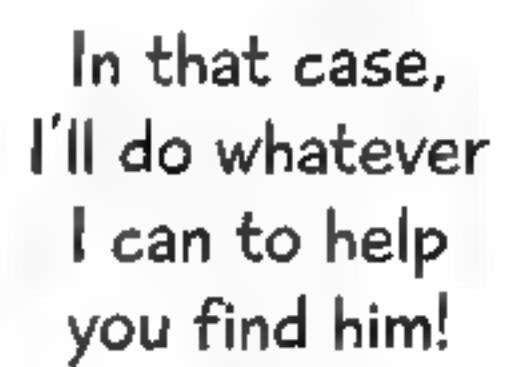 In that case,
I'll do whatever
I can to help
you find him!